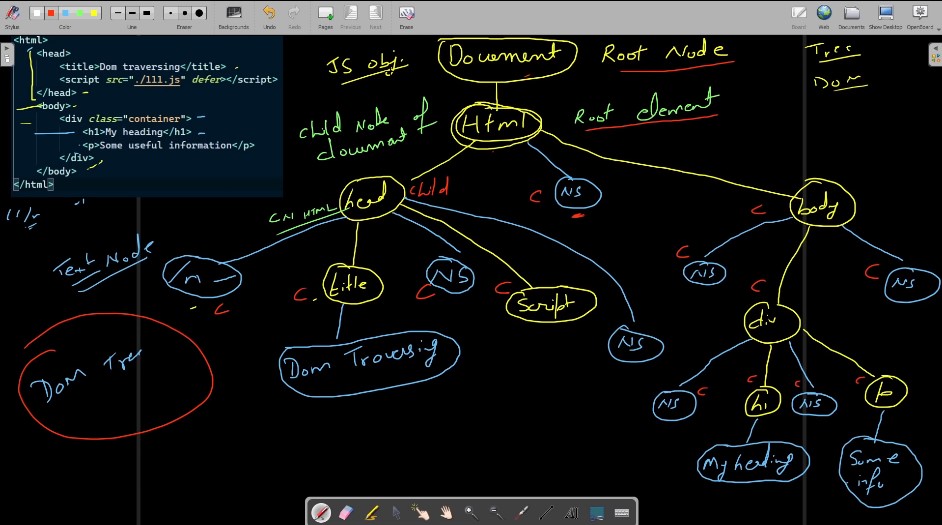 Stylus
Color
Line
Eraser
Backgrounds
Undo
Redo
Pages
Previous
Next
Erase
Board
Web
Documents
Show Desktop
OpenBoard
<html>
<head>
<title>Dom traversing</title>
<script src="./111.js" defer></script>
</head>
<body>
<div class="container">
<h1>My heading</h1>
<p>Some useful information</p>
</div>
</body>
</html>
JS obj:
Document
Root Node
Tree
Dom
child Node of
document
Html
Root element
CN HTML
head
child
C
NS
C
body
Text Node
C
title
C
NS
C
Script
NS
C
NS
C
NS
C
div
Dom Tree
Dom Traversing
NS
C
C
h1
C
NS
C
p
My heading
Some
info